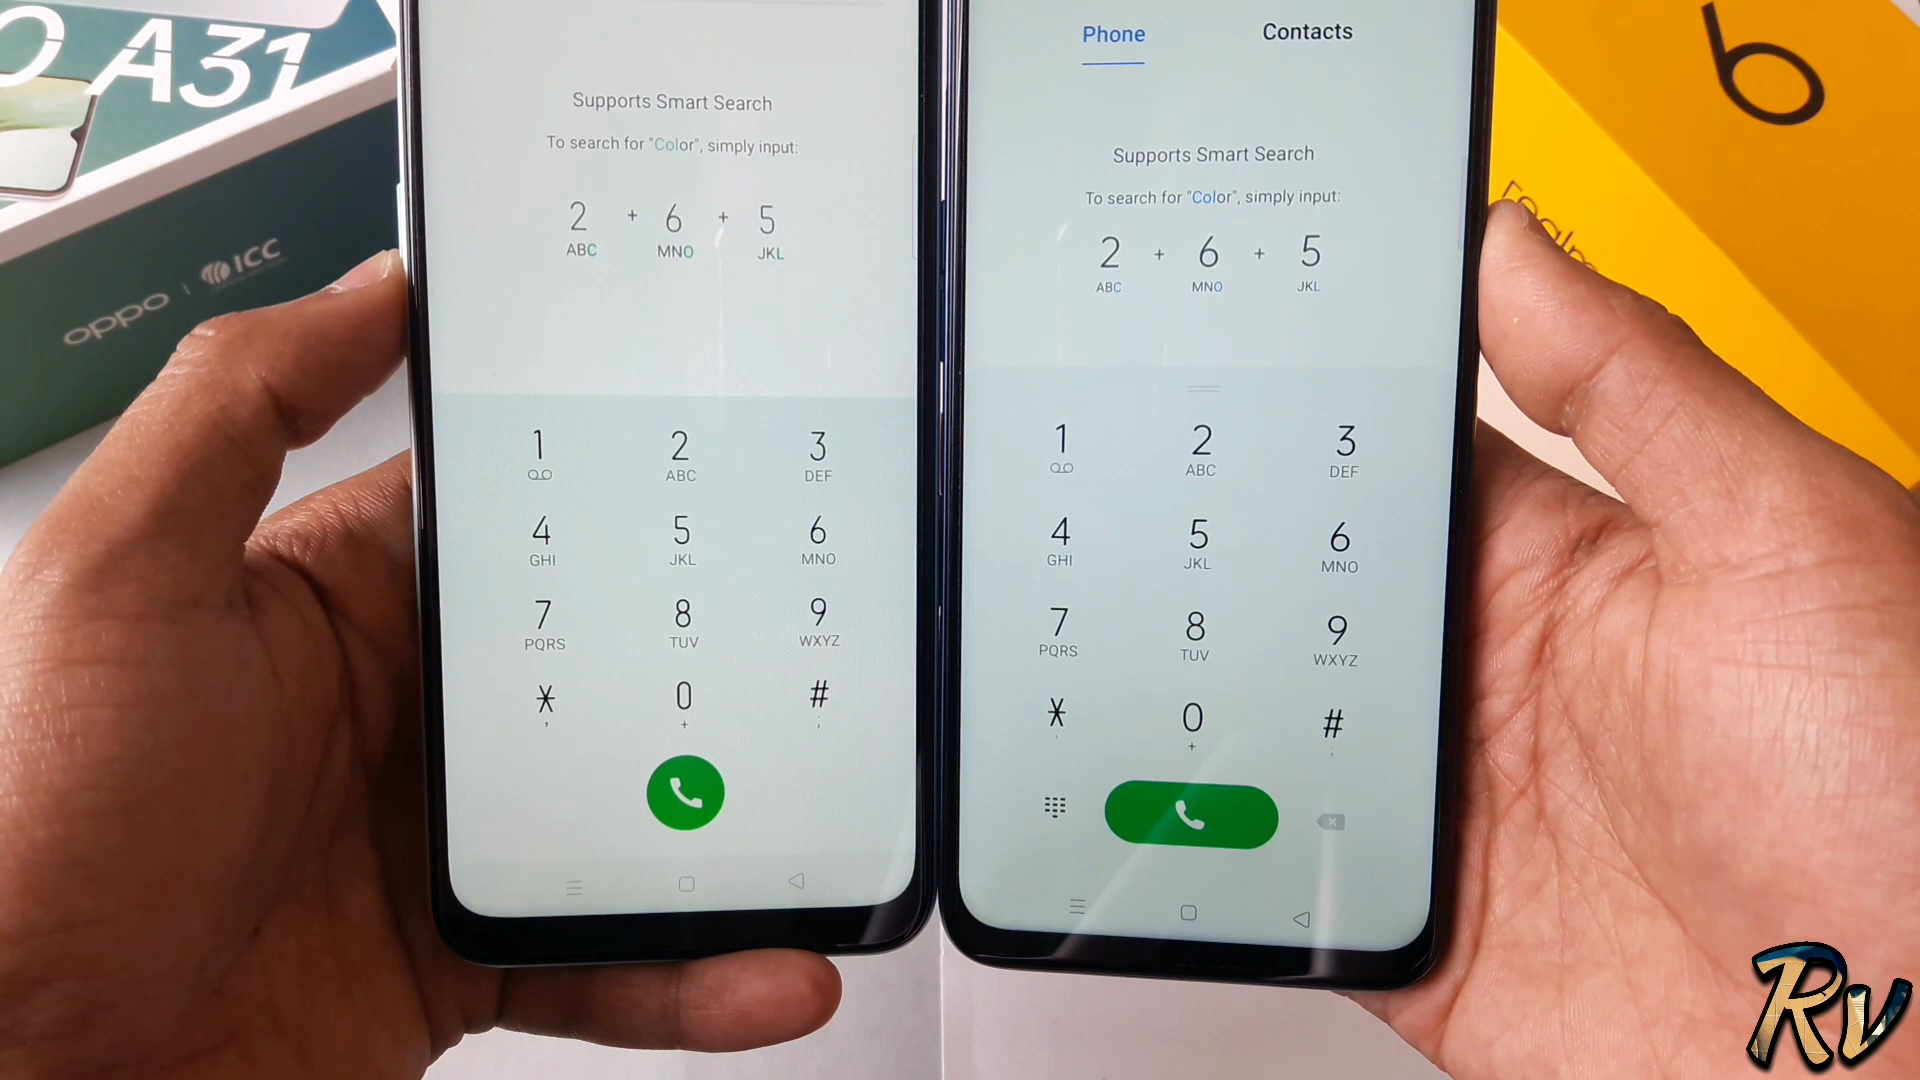 O A31
oppo | ICC
Supports Smart Search
To search for "Color", simply input:
2 + 6 + 5
ABC MNO JKL
1 2 3
ABC DEF
4 5 6
GHI JKL MNO
7 8 9
PQRS TUV WXYZ
* 0 #
, + ;
Phone Contacts
Supports Smart Search
To search for "Color", simply input:
2 + 6 + 5
ABC MNO JKL
1 2 3
ABC DEF
4 5 6
GHI JKL MNO
7 8 9
PQRS TUV WXYZ
* 0 #
, + ;
6
Rv